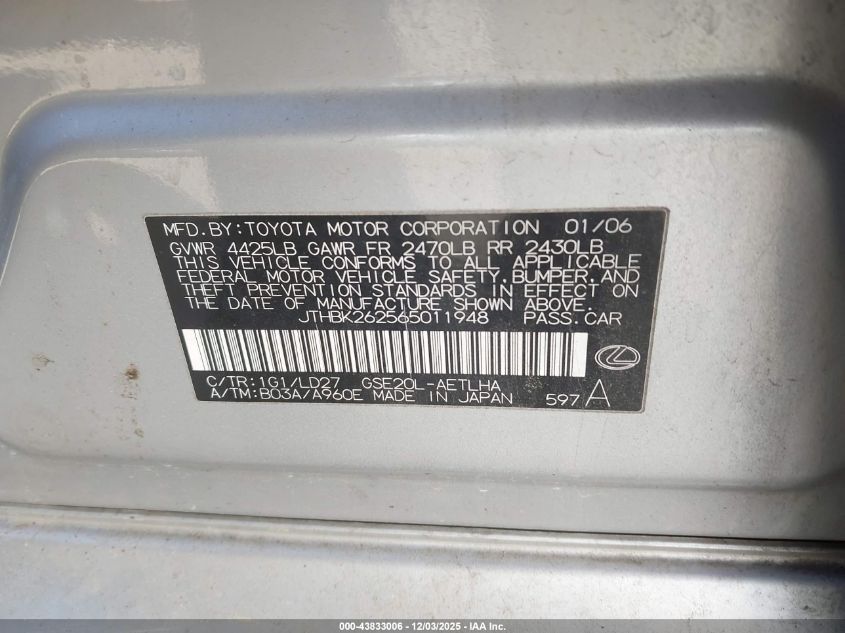 MFD. BY: TOYOTA MOTOR CORPORATION 01/06
GVWR 4425LB GAWR FR 2470LB RR 2430LB
THIS VEHICLE CONFORMS TO ALL APPLICABLE
FEDERAL MOTOR VEHICLE SAFETY, BUMPER, AND
THEFT PREVENTION STANDARDS IN EFFECT ON
THE DATE OF MANUFACTURE SHOWN ABOVE.
JTHBK262565011948 PASS. CAR
C/TR: 1G1/LD27 GSE20L-AETLHA
A/TM: B03A/A960E MADE IN JAPAN 597 A
000-43833006 - 12/03/2025 - IAA Inc.